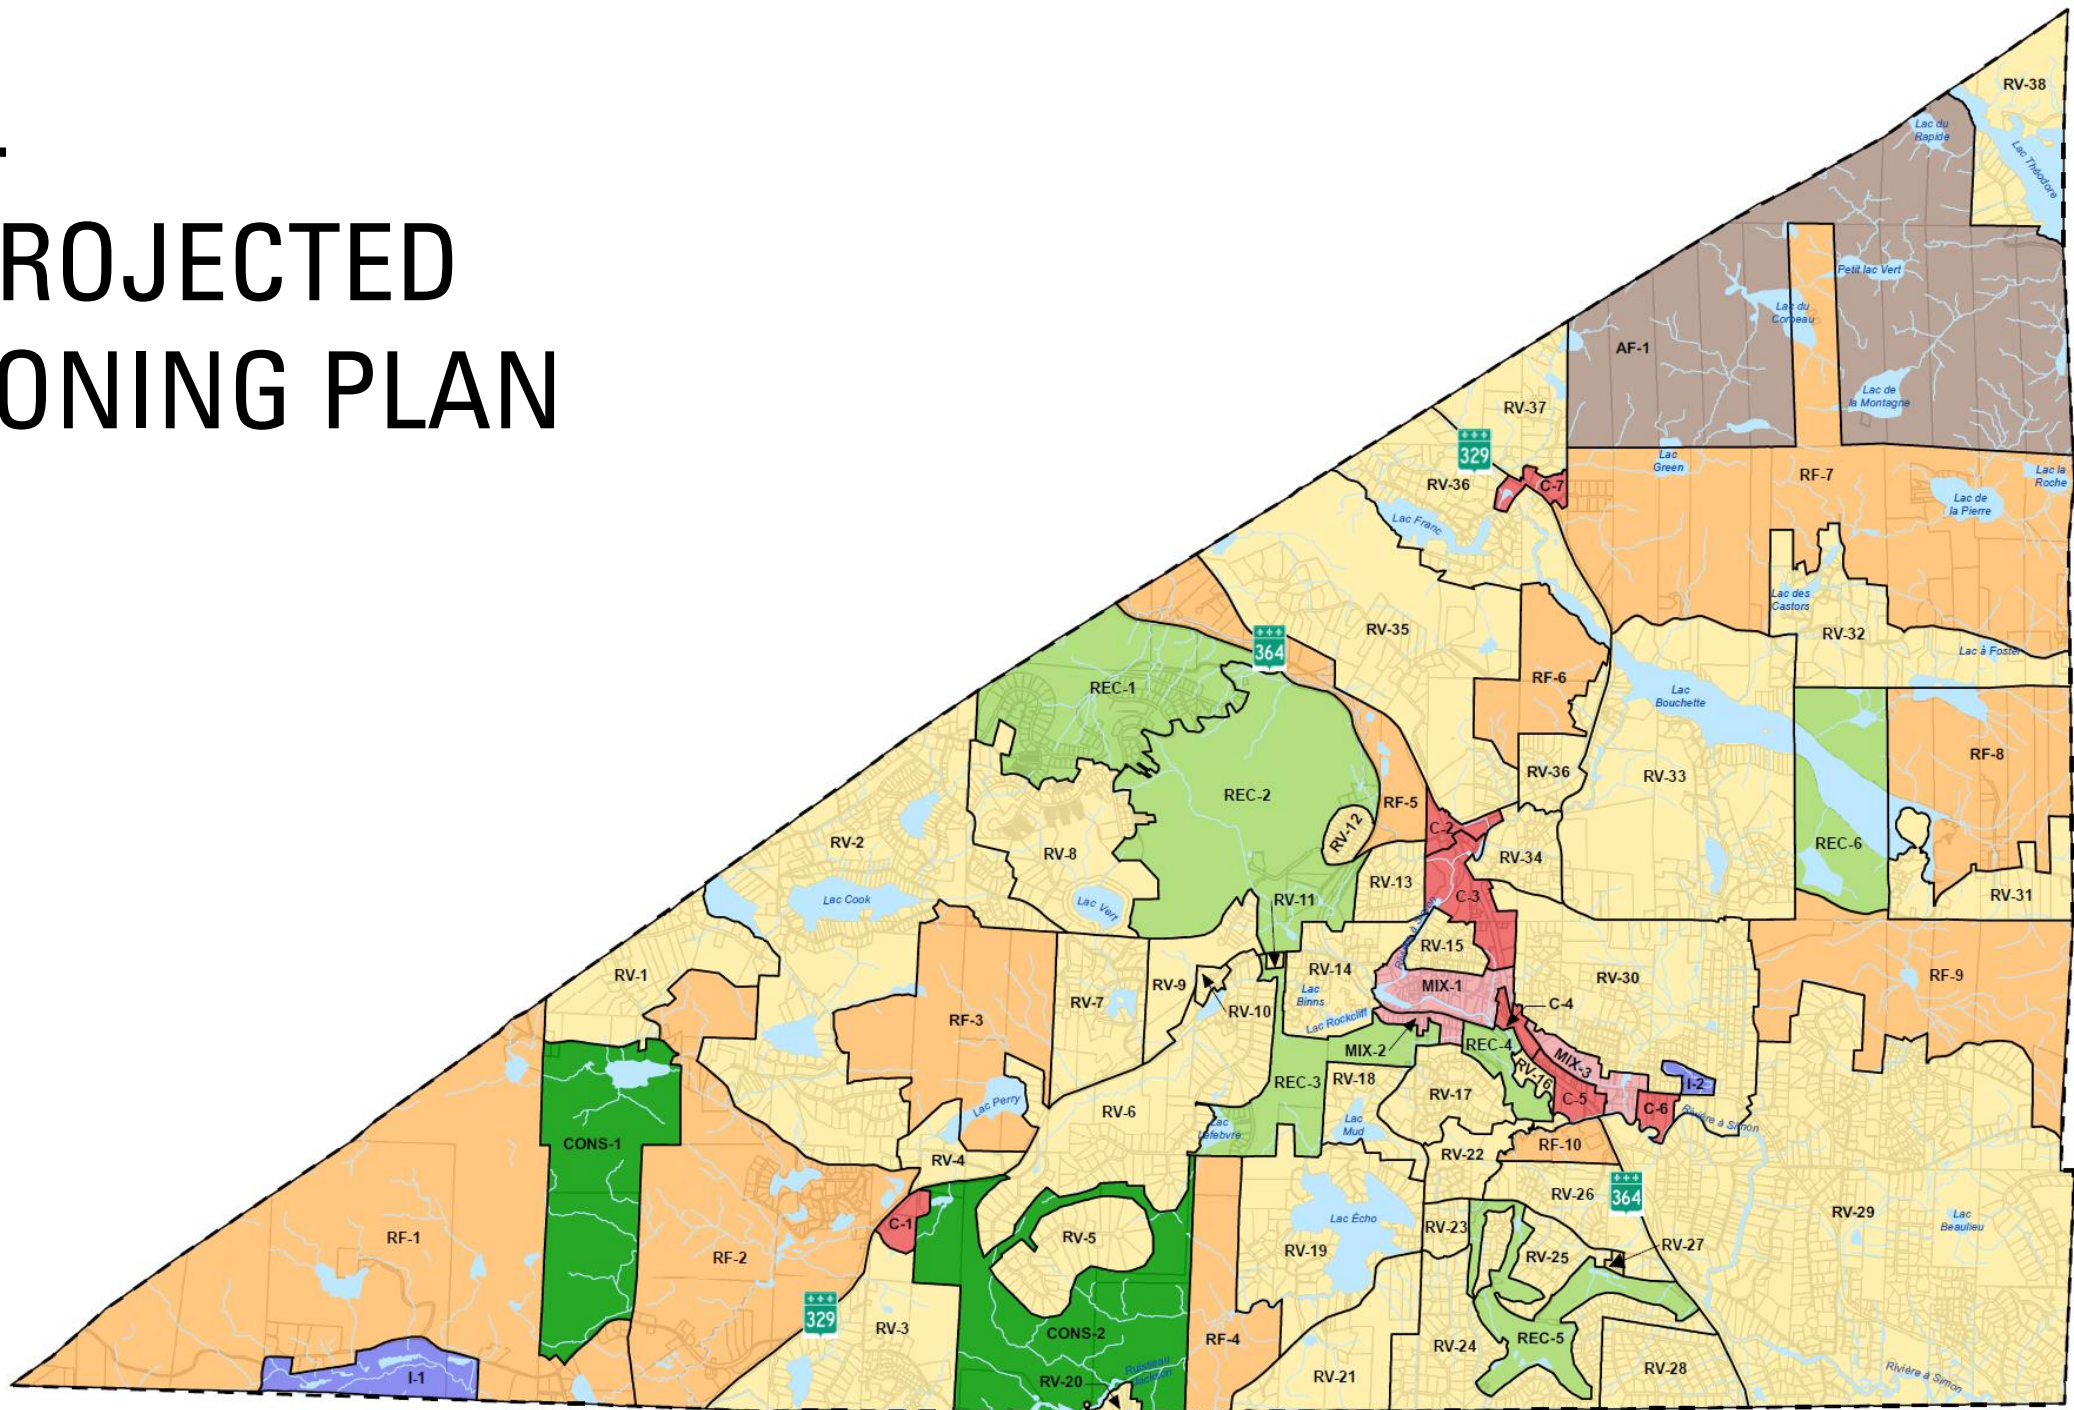 ROJECTED
ONING PLAN
RV-38
Lac du
Rapide
Lac Théodore
Petit lac Vert
Lac du
Corbeau
AF-1
Lac de
la Montagne
RV-37
329
RV-36
C-7
Lac
Green
RF-7
Lac la
Roche
Lac de
la Pierre
Lac Franc
Lac des
Castors
RV-35
RV-32
364
Lac à Foster
REC-1
RF-6
Lac
Bouchette
RF-8
RV-36
RV-33
REC-2
RF-5
RV-12
C-2
RV-2
RV-8
RV-34
REC-6
RV-13
RV-11
C-3
RV-31
Lac Cook
Lac Vert
RV-15
RV-1
RV-14
RV-30
RF-9
RV-9
MIX-1
Lac
Binns
RV-7
RV-10
C-4
RF-3
Lac Rockcliff
MIX-2
REC-4
MIX-3
RV-16
REC-3
RV-18
RV-17
I-2
C-5
C-6
Lac Perry
RV-6
Lac
Lefebvre
Lac
Mud
Rivière à Simon
CONS-1
RV-4
RV-22
RF-10
RV-26
364
C-1
RV-5
Lac Écho
RV-23
RV-29
Lac
Beaulieu
RF-1
RF-2
RV-19
RV-25
RV-27
329
RV-3
CONS-2
RF-4
RV-24
REC-5
I-1
RV-20
Ruisseau
Jackson
RV-21
RV-28
Rivière à Simon